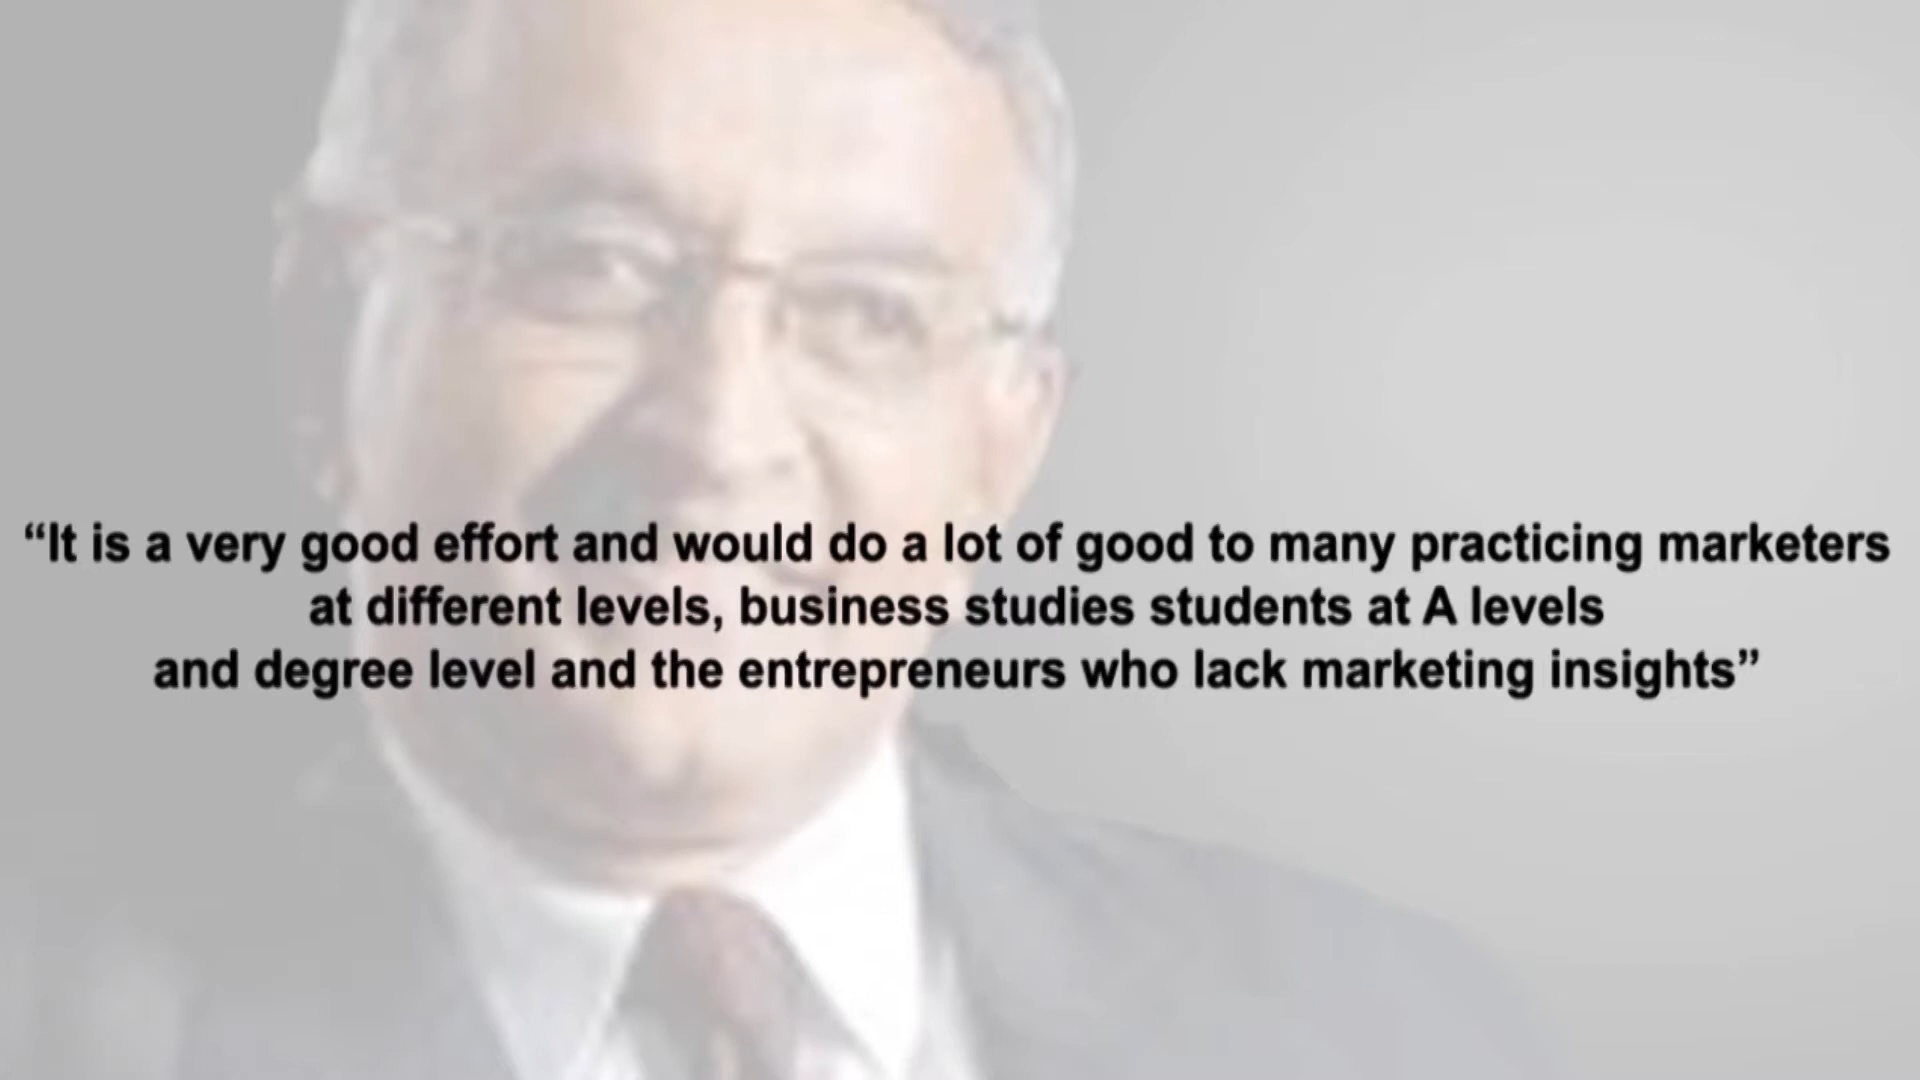 “It is a very good effort and would do a lot of good to many practicing marketers
at different levels, business studies students at A levels
and degree level and the entrepreneurs who lack marketing insights”